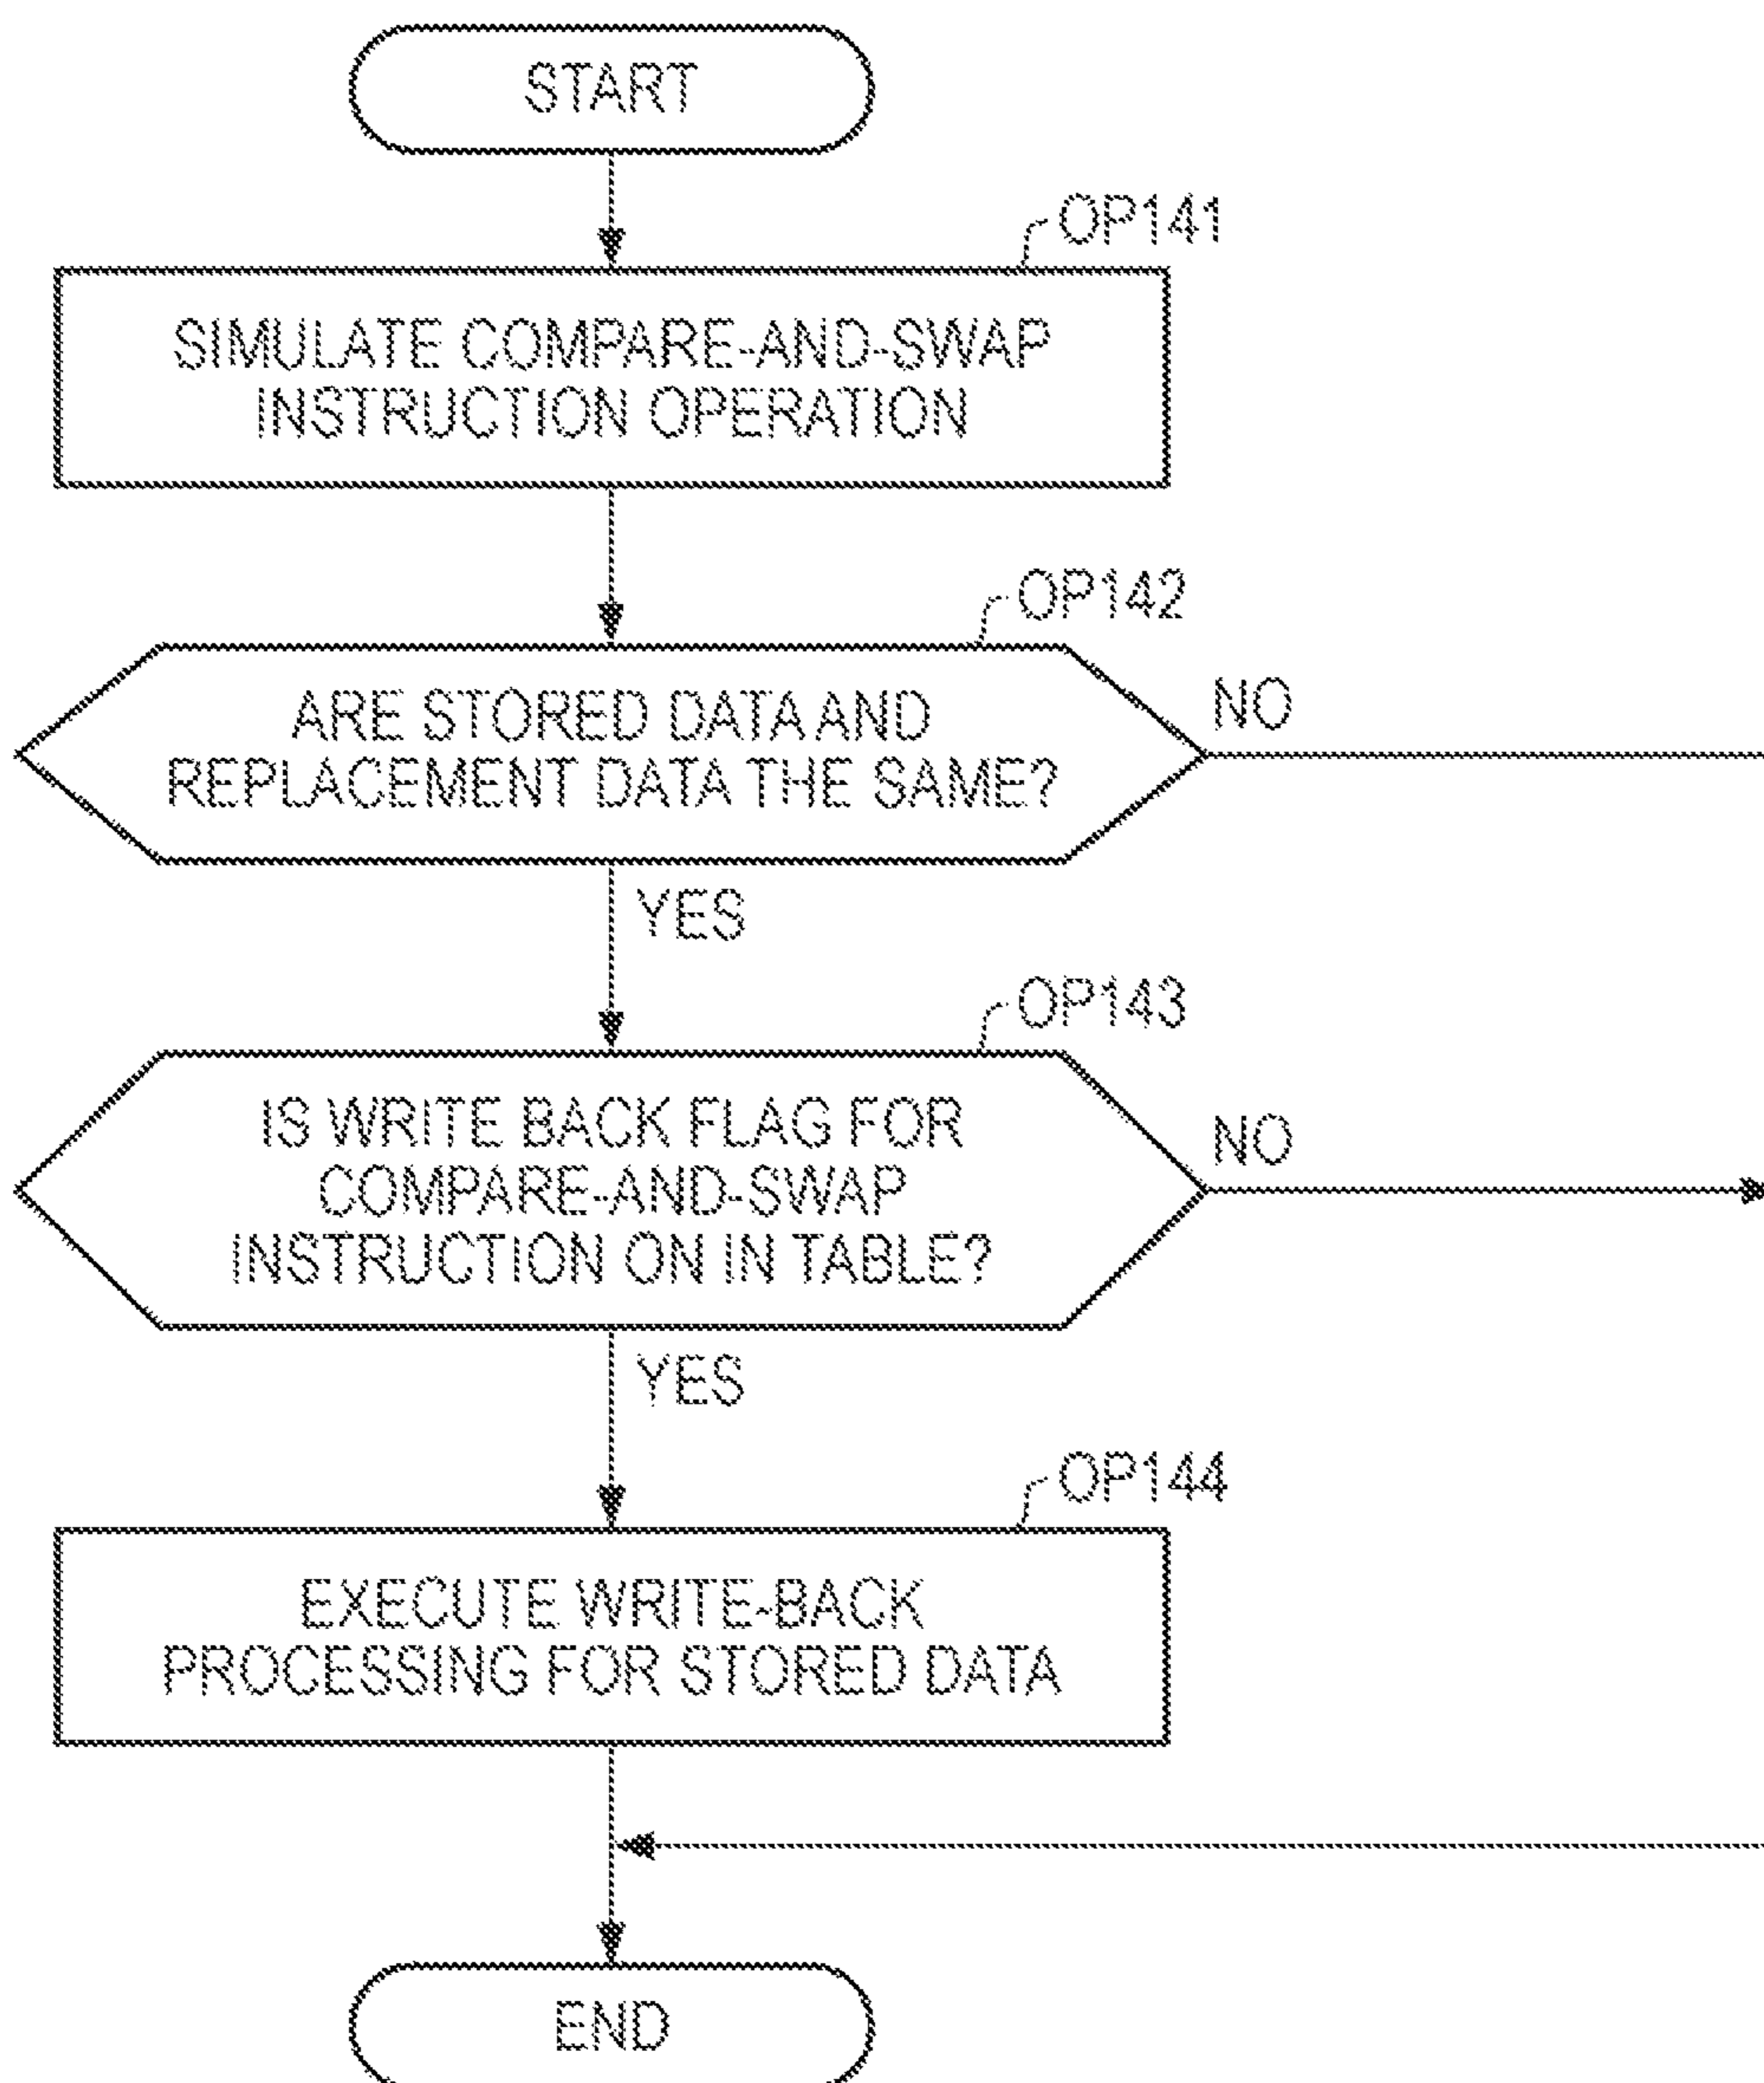 START
OP141
SIMULATE COMPARE-AND-SWAP
INSTRUCTION OPERATION
OP142
ARE STORED DATA AND
REPLACEMENT DATA THE SAME?
NO
YES
OP143
IS WRITE BACK FLAG FOR
COMPARE-AND-SWAP
INSTRUCTION ON IN TABLE?
NO
YES
OP144
EXECUTE WRITE-BACK
PROCESSING FOR STORED DATA
END